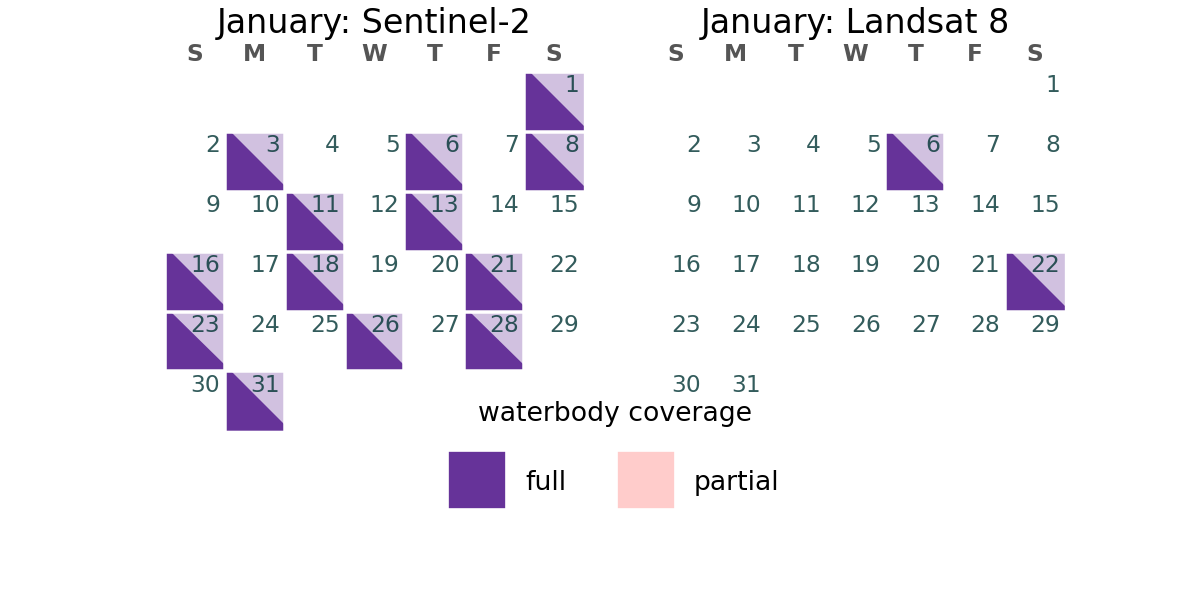 January: Sentinel-2
S M T W T F S
1
2 3 4 5 6 7 8
9 10 11 12 13 14 15
16 17 18 19 20 21 22
23 24 25 26 27 28 29
30 31
January: Landsat 8
S M T W T F S
1
2 3 4 5 6 7 8
9 10 11 12 13 14 15
16 17 18 19 20 21 22
23 24 25 26 27 28 29
30 31
waterbody coverage
full partial